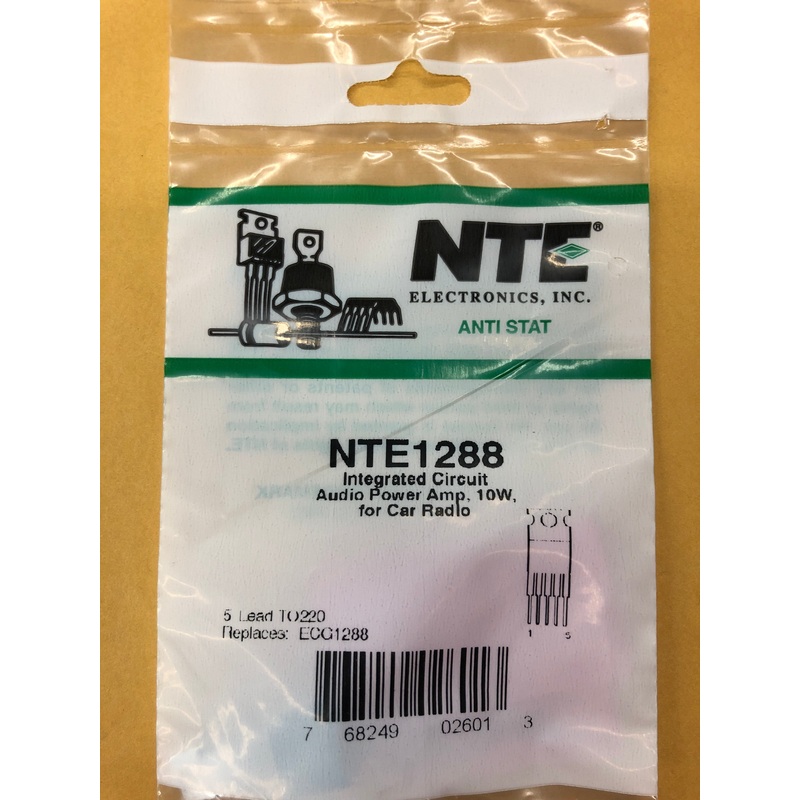 NTE®
ELECTRONICS, INC.
ANTI STAT
NTE1288
Integrated Circuit
Audio Power Amp, 10W,
for Car Radio
1 5
5 Lead TO220
Replaces: ECG1288
7 68249 02601 3